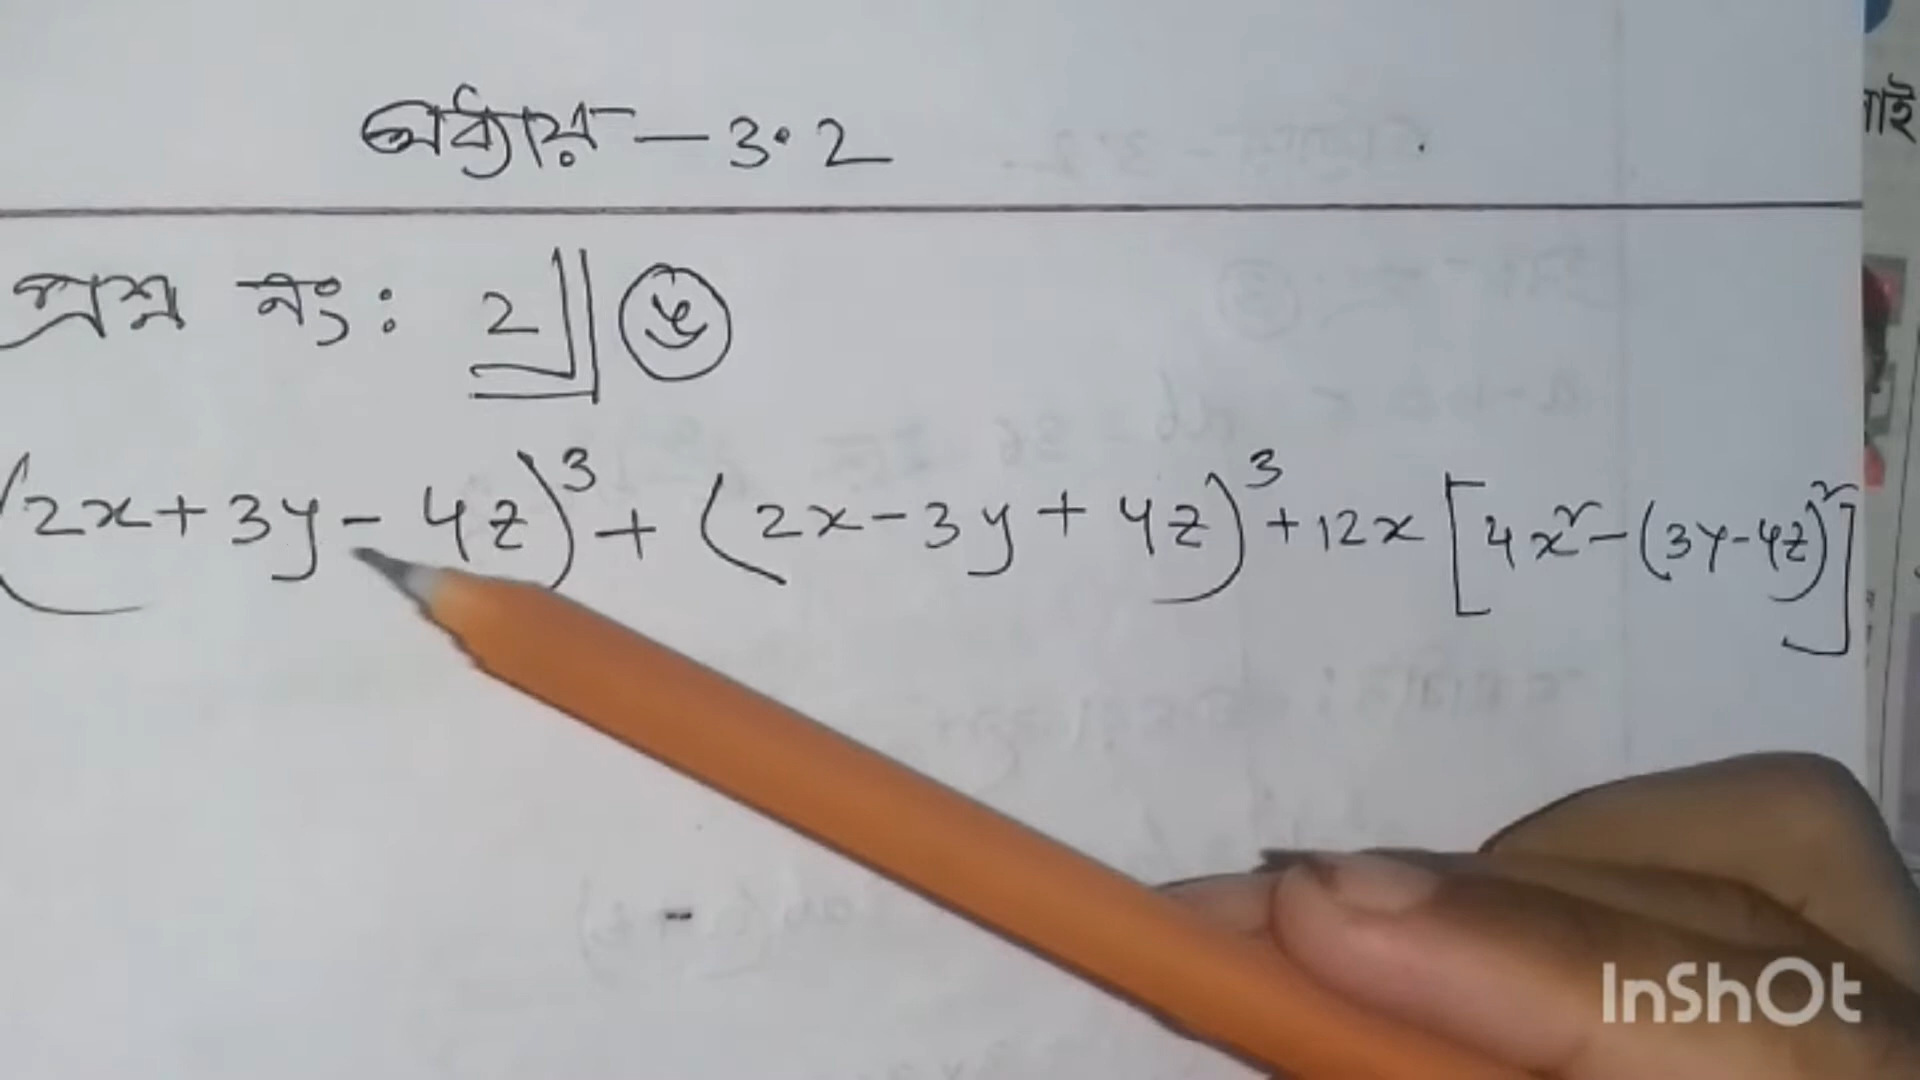 অধ্যায় — 3.2
প্রশ্ন নং: 2 ঙ
(2x + 3y - 4z)³ + (2x - 3y + 4z)³ + 12x [4x² - (3y - 4z)²]
InShOt